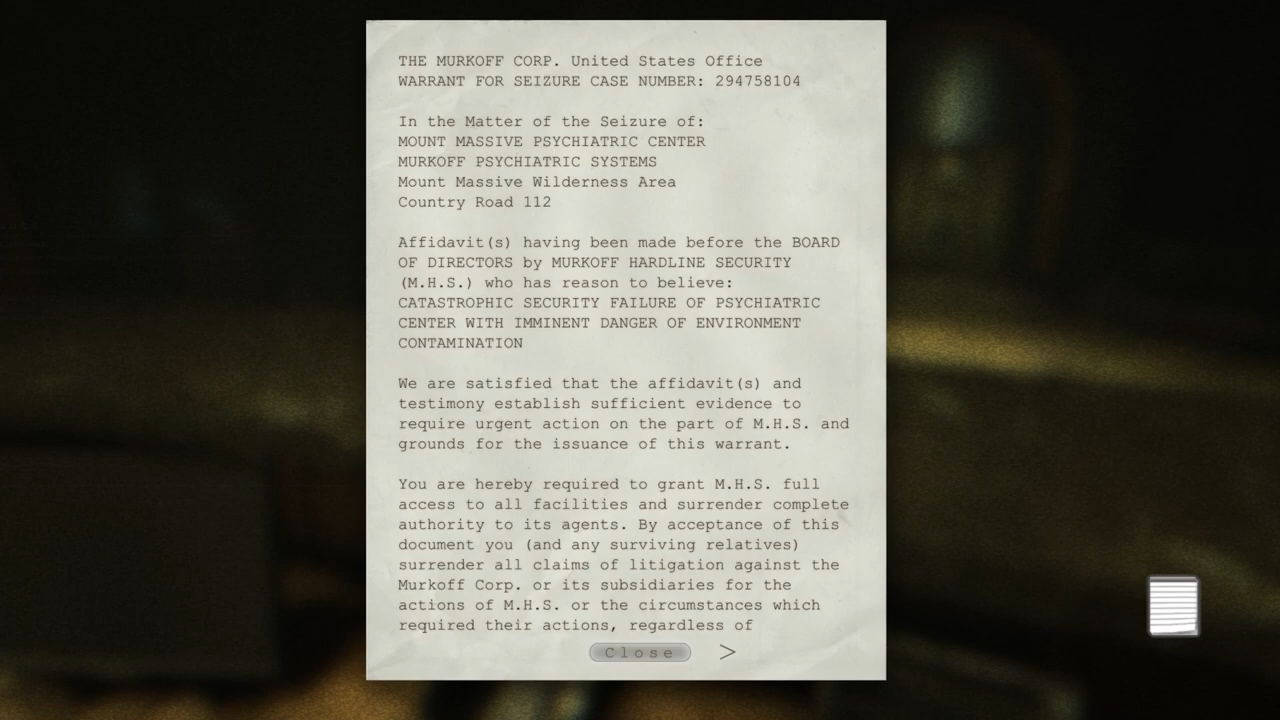 THE MURKOFF CORP. United States Office
WARRANT FOR SEIZURE CASE NUMBER: 294758104
In the Matter of the Seizure of:
MOUNT MASSIVE PSYCHIATRIC CENTER
MURKOFF PSYCHIATRIC SYSTEMS
Mount Massive Wilderness Area
Country Road 112
Affidavit(s) having been made before the BOARD
OF DIRECTORS by MURKOFF HARDLINE SECURITY
(M.H.S.) who has reason to believe:
CATASTROPHIC SECURITY FAILURE OF PSYCHIATRIC
CENTER WITH IMMINENT DANGER OF ENVIRONMENT
CONTAMINATION
We are satisfied that the affidavit(s) and
testimony establish sufficient evidence to
require urgent action on the part of M.H.S. and
grounds for the issuance of this warrant.
You are hereby required to grant M.H.S. full
access to all facilities and surrender complete
authority to its agents. By acceptance of this
document you (and any surviving relatives)
surrender all claims of litigation against the
Murkoff Corp. or its subsidiaries for the
actions of M.H.S. or the circumstances which
required their actions, regardless of
Close >